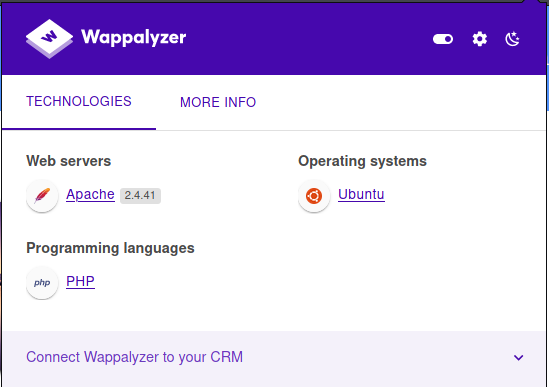 Wappalyzer
TECHNOLOGIES
MORE INFO
Web servers
Apache 2.4.41
Operating systems
Ubuntu
Programming languages
php PHP
Connect Wappalyzer to your CRM